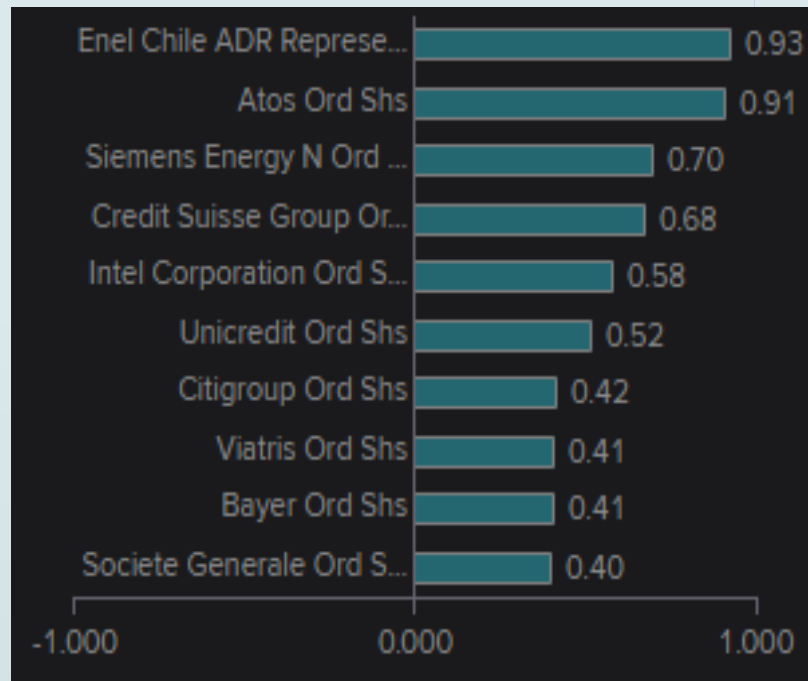 Enel Chile ADR Represe... 0.93
Atos Ord Shs 0.91
Siemens Energy N Ord ... 0.70
Credit Suisse Group Or... 0.68
Intel Corporation Ord S... 0.58
Unicredit Ord Shs 0.52
Citigroup Ord Shs 0.42
Viatris Ord Shs 0.41
Bayer Ord Shs 0.41
Societe Generale Ord S... 0.40
-1.000 0.000 1.000